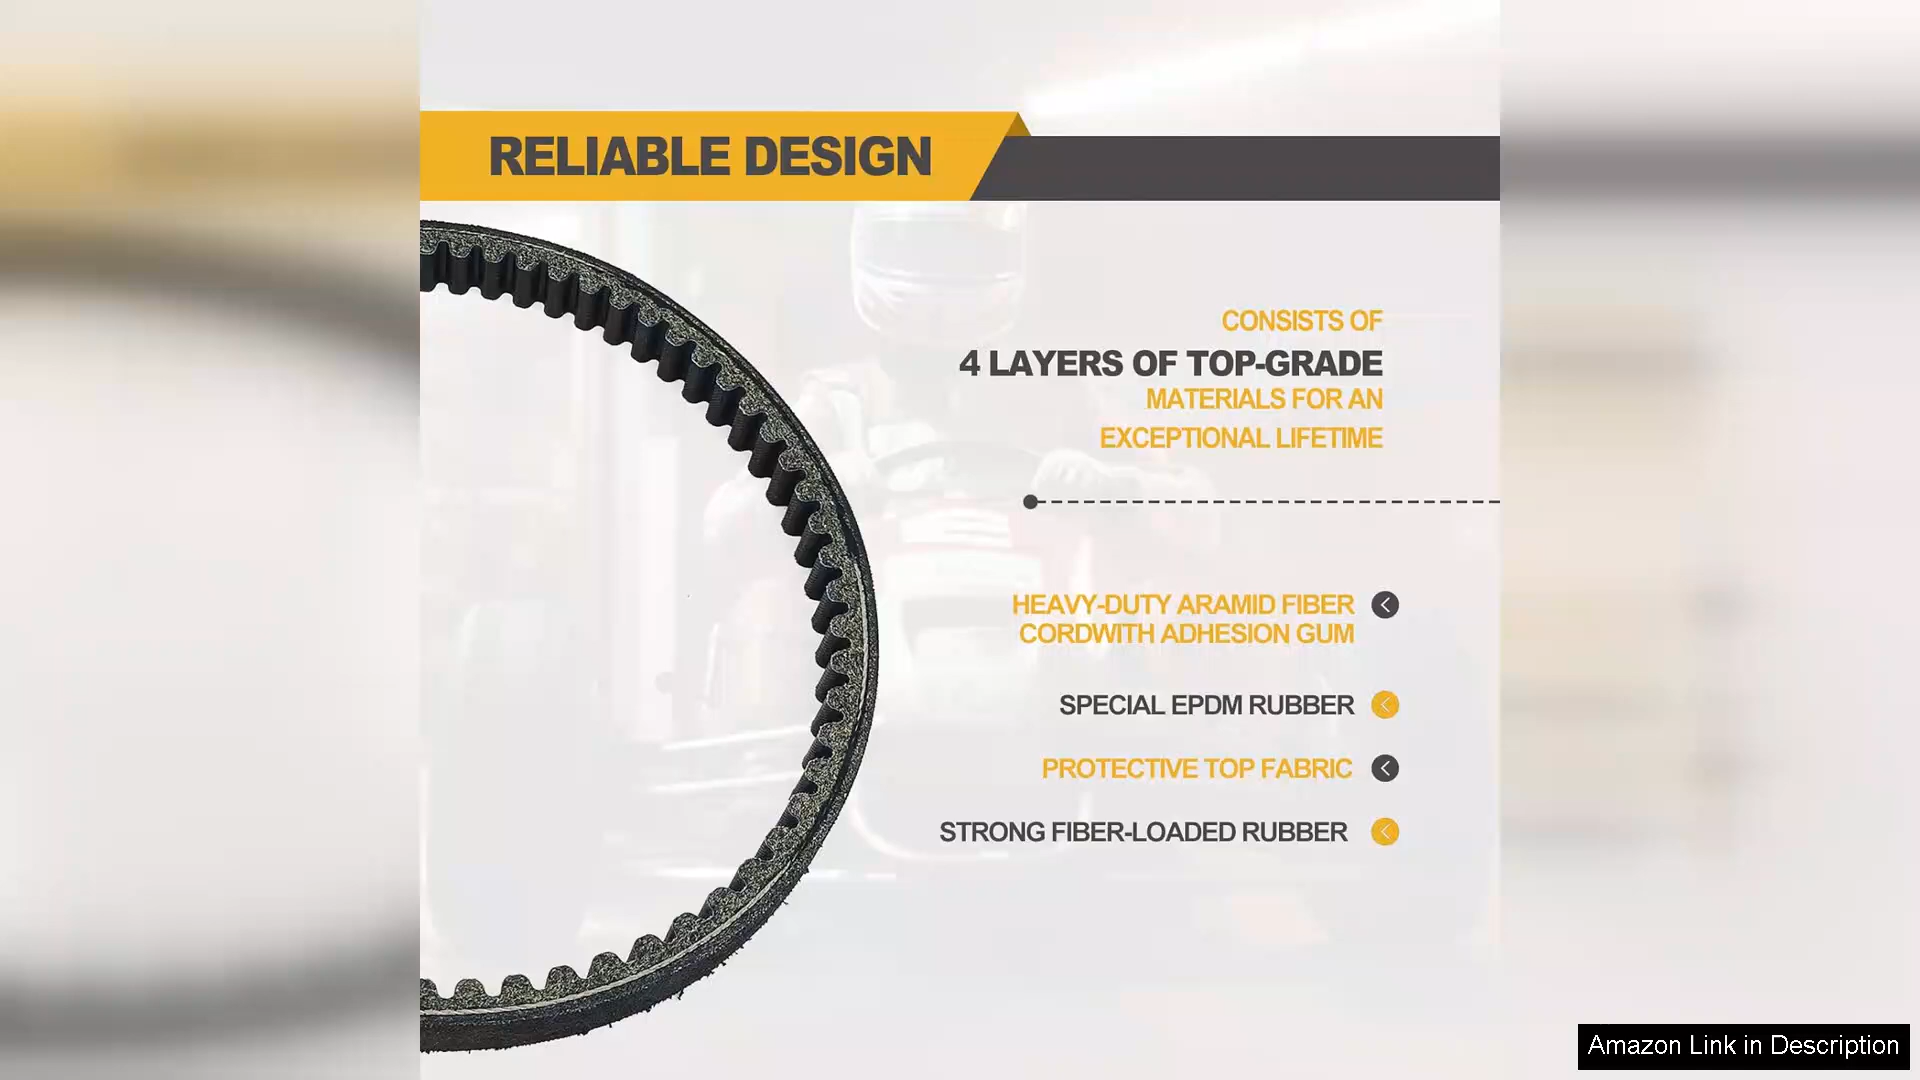 RELIABLE DESIGN
CONSISTS OF
4 LAYERS OF TOP-GRADE
MATERIALS FOR AN
EXCEPTIONAL LIFETIME
HEAVY-DUTY ARAMID FIBER
CORDWITH ADHESION GUM
SPECIAL EPDM RUBBER
PROTECTIVE TOP FABRIC
STRONG FIBER-LOADED RUBBER
Amazon Link in Description